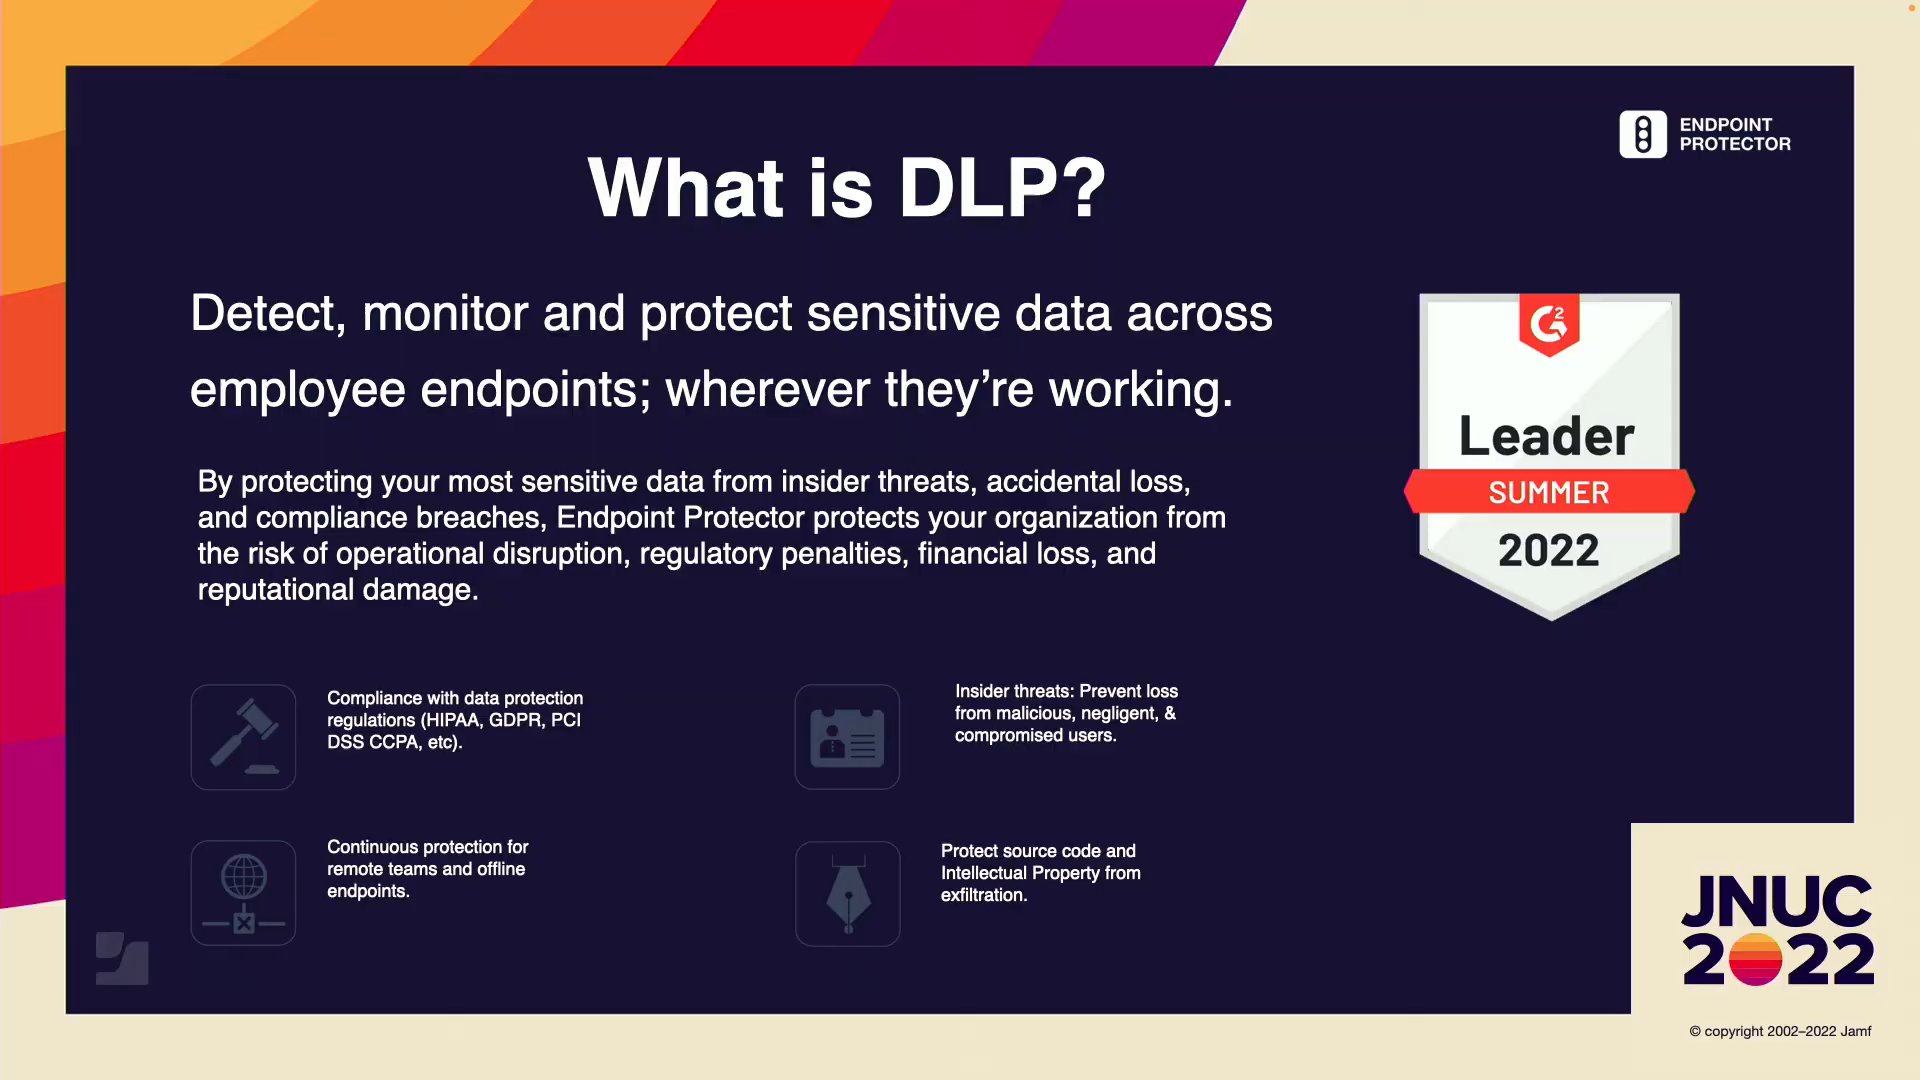 ENDPOINT
PROTECTOR
What is DLP?
Detect, monitor and protect sensitive data across
employee endpoints; wherever they’re working.
By protecting your most sensitive data from insider threats, accidental loss,
and compliance breaches, Endpoint Protector protects your organization from
the risk of operational disruption, regulatory penalties, financial loss, and
reputational damage.
G2
Leader
SUMMER
2022
Compliance with data protection
regulations (HIPAA, GDPR, PCI
DSS CCPA, etc).
Insider threats: Prevent loss
from malicious, negligent, &
compromised users.
Continuous protection for
remote teams and offline
endpoints.
Protect source code and
Intellectual Property from
exfiltration.
JNUC
2022
© copyright 2002–2022 Jamf